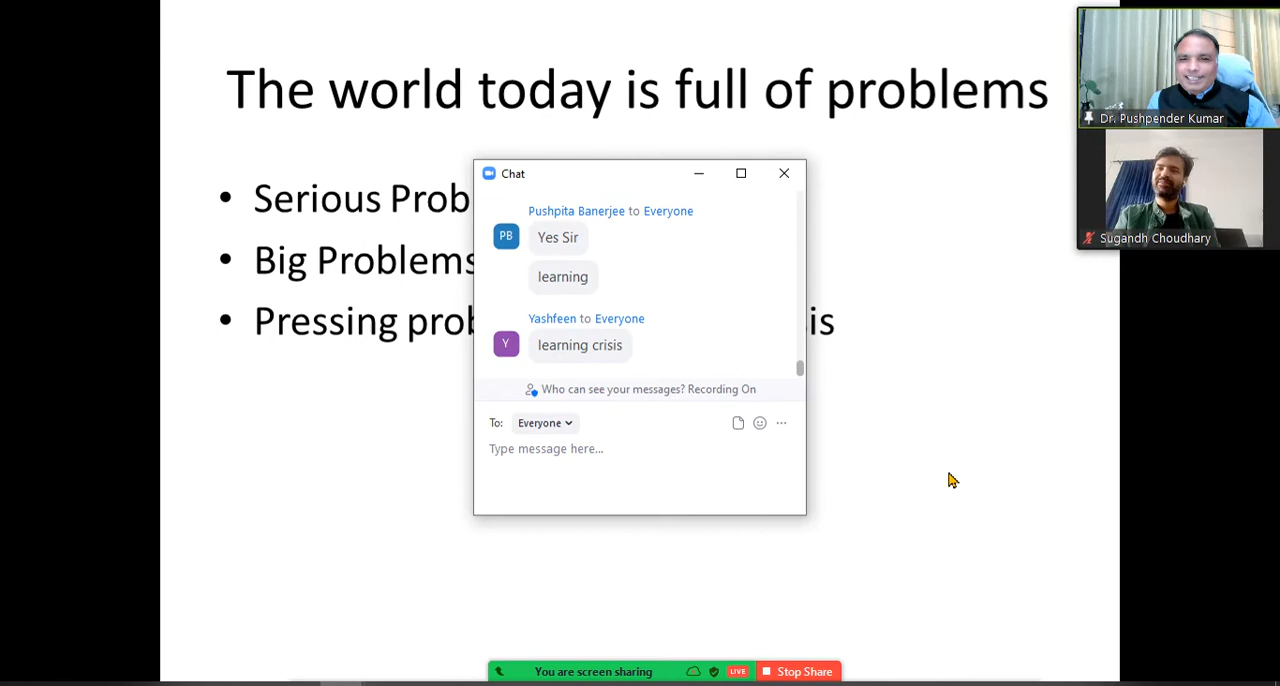 The world today is full of problems
• Serious Prob
• Big Problems
• Pressing prob
sis
Chat
Pushpita Banerjee to Everyone
PB
Yes Sir
learning
Yashfeen to Everyone
Y
learning crisis
Who can see your messages? Recording On
To: Everyone
Type message here...
Dr. Pushpender Kumar
Sugandh Choudhary
You are screen sharing
LIVE
Stop Share